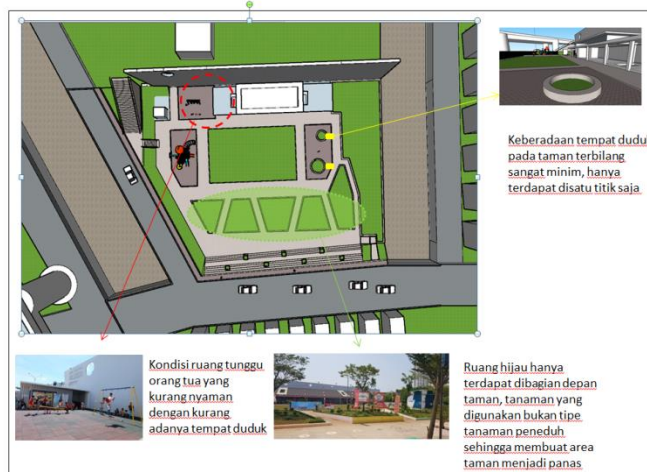 Keberadaan tempat duduk
pada taman terbilang
sangat minim, hanya
terdapat disatu titik saja
Kondisi ruang tunggu
orang tua yang
kurang nyaman
dengan kurang
adanya tempat duduk
Ruang hijau hanya
terdapat dibagian depan
taman, tanaman yang
digunakan bukan tipe
tanaman peneduh
sehingga membuat area
taman menjadi panas